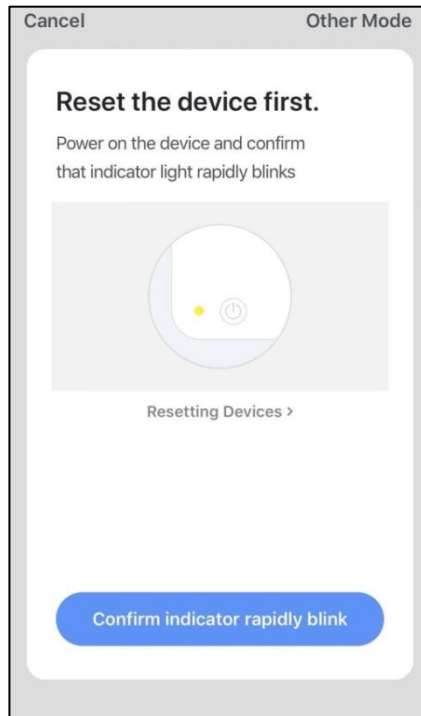 Cancel
Other Mode
Reset the device first.
Power on the device and confirm
that indicator light rapidly blinks
Resetting Devices >
Confirm indicator rapidly blink